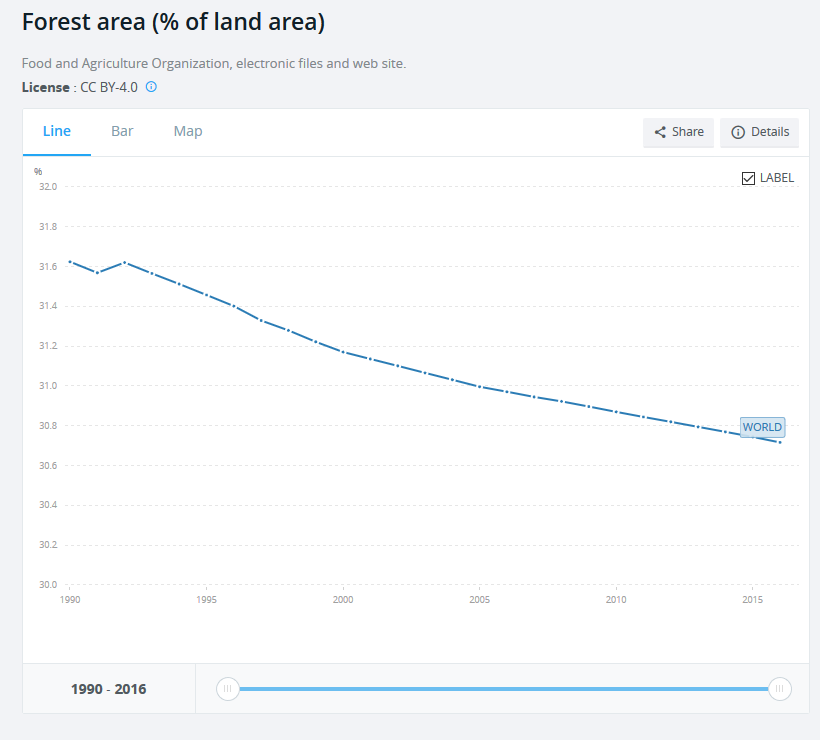 Forest area (% of land area)
Food and Agriculture Organization, electronic files and web site.
License : CC BY-4.0
Line Bar Map Share Details
%
LABEL
32.0
31.8
31.6
31.4
31.2
31.0
30.8
WORLD
30.6
30.4
30.2
30.0
1990 1995 2000 2005 2010 2015
1990 - 2016